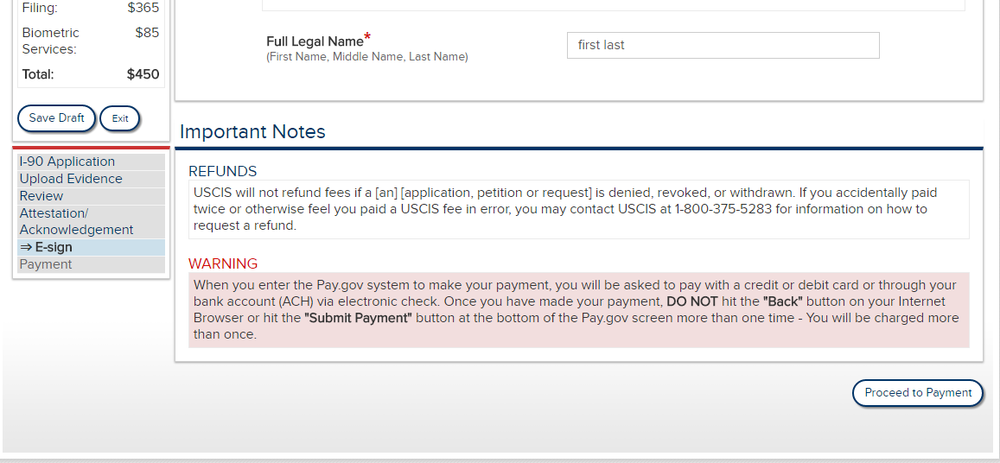 Filing: $365
Biometric $85
Services:
Total: $450
Save Draft Exit
I-90 Application
Upload Evidence
Review
Attestation/
Acknowledgement
⇒ E-sign
Payment
Full Legal Name*
(First Name, Middle Name, Last Name)
first last
Important Notes
REFUNDS
USCIS will not refund fees if a [an] [application, petition or request] is denied, revoked, or withdrawn. If you accidentally paid
twice or otherwise feel you paid a USCIS fee in error, you may contact USCIS at 1-800-375-5283 for information on how to
request a refund.
WARNING
When you enter the Pay.gov system to make your payment, you will be asked to pay with a credit or debit card or through your
bank account (ACH) via electronic check. Once you have made your payment, DO NOT hit the "Back" button on your Internet
Browser or hit the "Submit Payment" button at the bottom of the Pay.gov screen more than one time - You will be charged more
than once.
Proceed to Payment